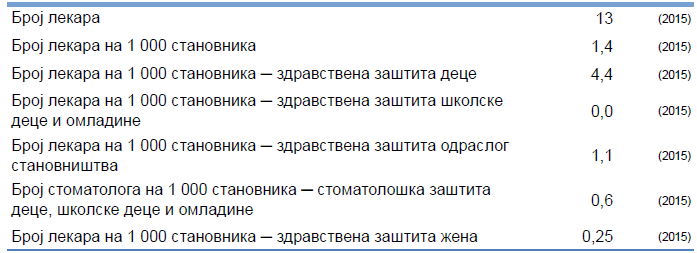 Број лекара 13 (2015)
Број лекара на 1 000 становника 1,4 (2015)
Број лекара на 1 000 становника — здравствена заштита деце 4,4 (2015)
Број лекара на 1 000 становника — здравствена заштита школске
деце и омладине 0,0 (2015)
Број лекара на 1 000 становника — здравствена заштита одраслог
становништва 1,1 (2015)
Број стоматолога на 1 000 становника — стоматолошка заштита
деце, школске деце и омладине 0,6 (2015)
Број лекара на 1 000 становника — здравствена заштита жена 0,25 (2015)